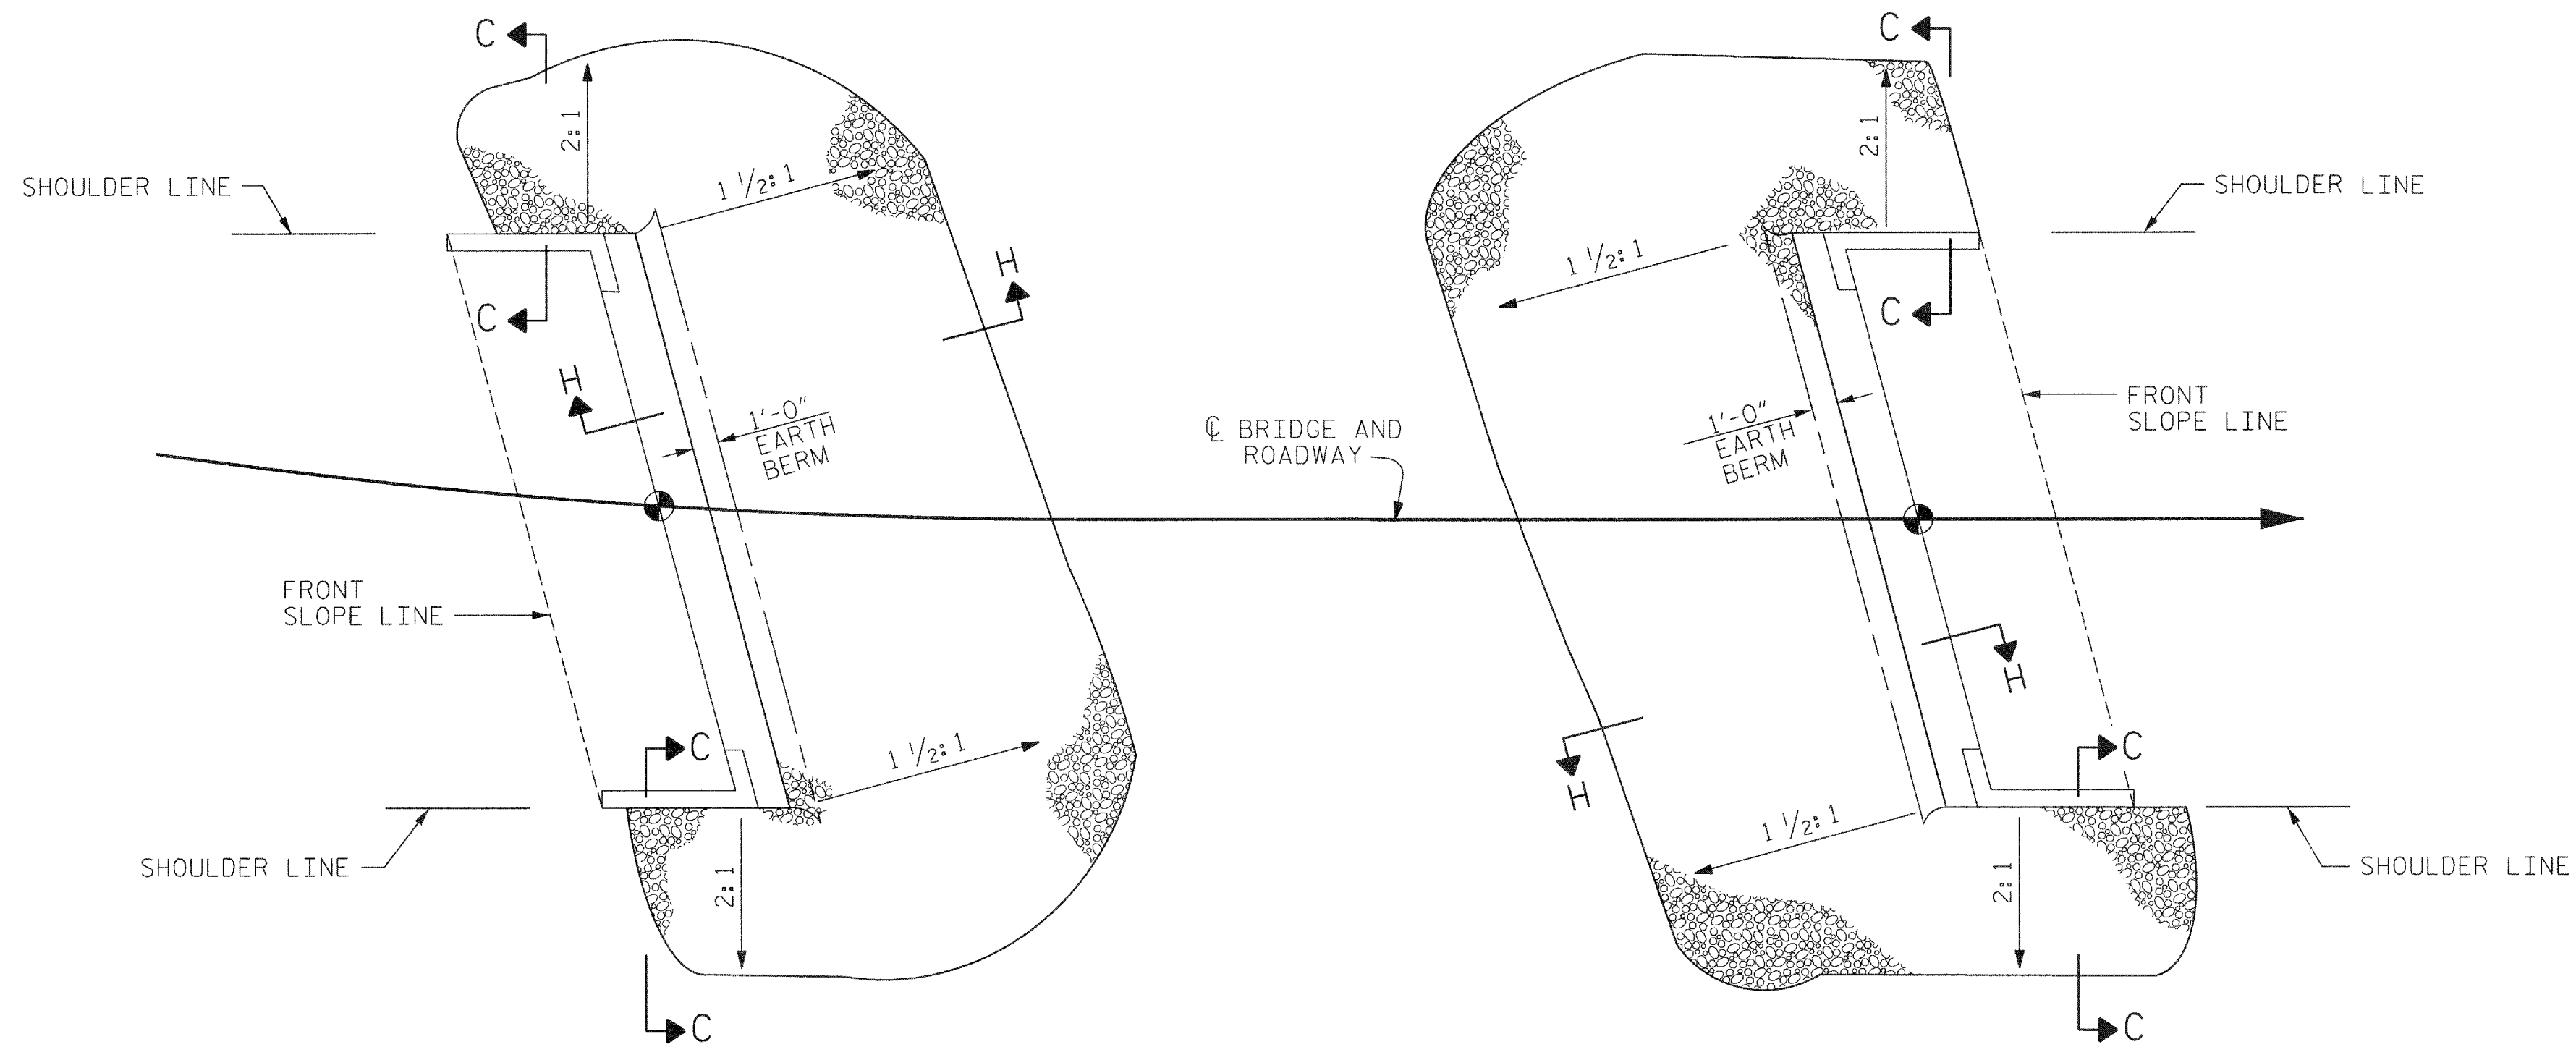 C
C
2:1
2:1
SHOULDER LINE
1 1/2:1
SHOULDER LINE
1 1/2:1
H
C
C
H
1'-0"
EARTH
BERM
1'-0"
EARTH
BERM
FRONT
SLOPE LINE
℄ BRIDGE AND
ROADWAY
FRONT
SLOPE LINE
H
C
C
1 1/2:1
H
1 1/2:1
SHOULDER LINE
2:1
2:1
SHOULDER LINE
C
C